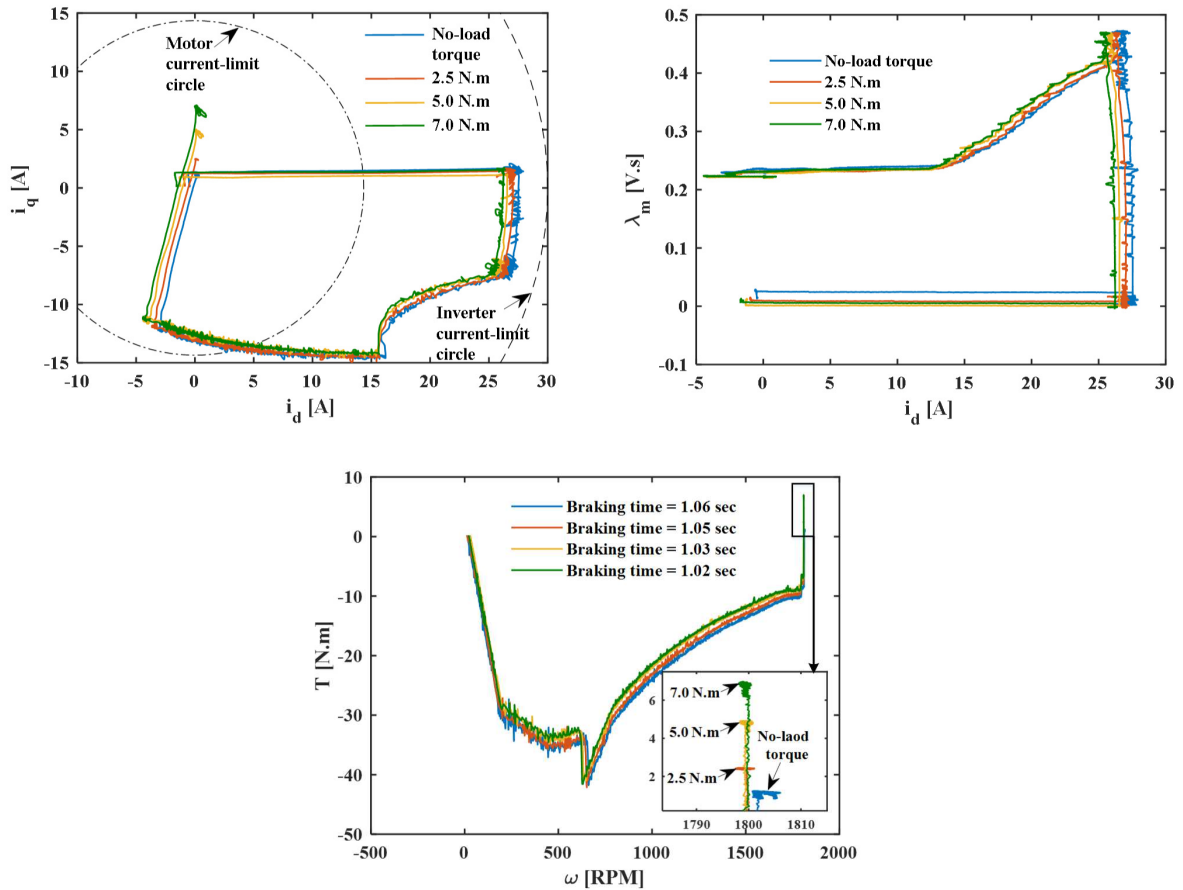 15
10
5
0
-5
-10
-15
i_q [A]
Motor
current-limit
circle
No-load
torque
2.5 N.m
5.0 N.m
7.0 N.m
Inverter
current-limit
circle
-10
-5
0
5
10
15
20
25
30
i_d [A]
0.5
0.4
0.3
0.2
0.1
0
-0.1
λ_m [V.s]
No-load torque
2.5 N.m
5.0 N.m
7.0 N.m
-5
0
5
10
15
20
25
30
i_d [A]
10
0
-10
-20
-30
-40
-50
T [N.m]
Braking time = 1.06 sec
Braking time = 1.05 sec
Braking time = 1.03 sec
Braking time = 1.02 sec
7.0 N.m
5.0 N.m
2.5 N.m
No-laod
torque
6
4
2
1790
1800
1810
-500
0
500
1000
1500
2000
ω [RPM]